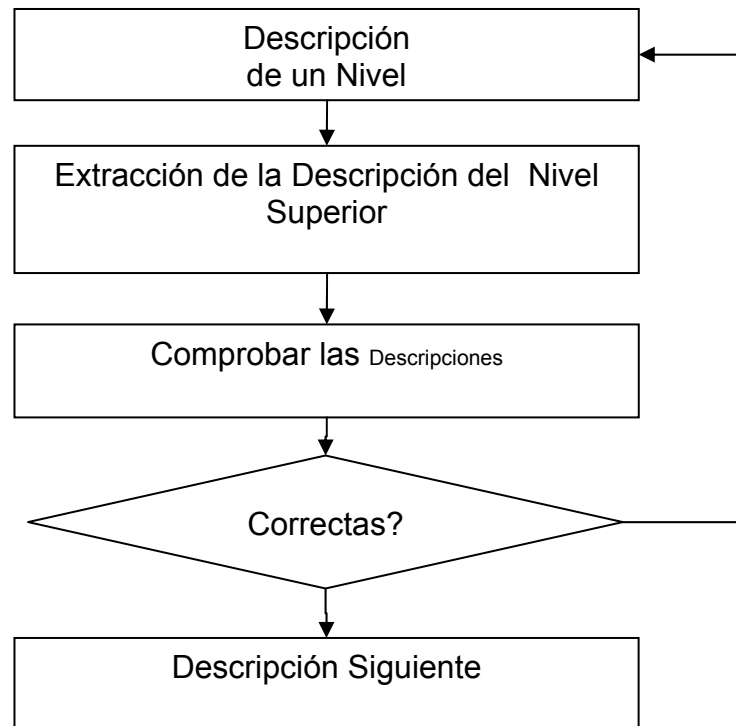 Descripción
de un Nivel
Extracción de la Descripción del Nivel
Superior
Comprobar las Descripciones
Correctas?
Descripción Siguiente